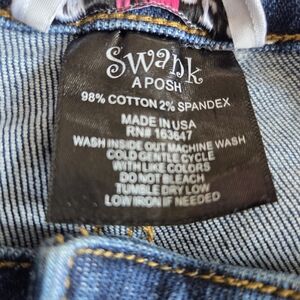 Swank
A POSH
98% COTTON 2% SPANDEX
MADE IN USA
RN# 163647
WASH INSIDE OUT MACHINE WASH
COLD GENTLE CYCLE
WITH LIKE COLORS
DO NOT BLEACH
TUMBLE DRY LOW
LOW IRON IF NEEDED